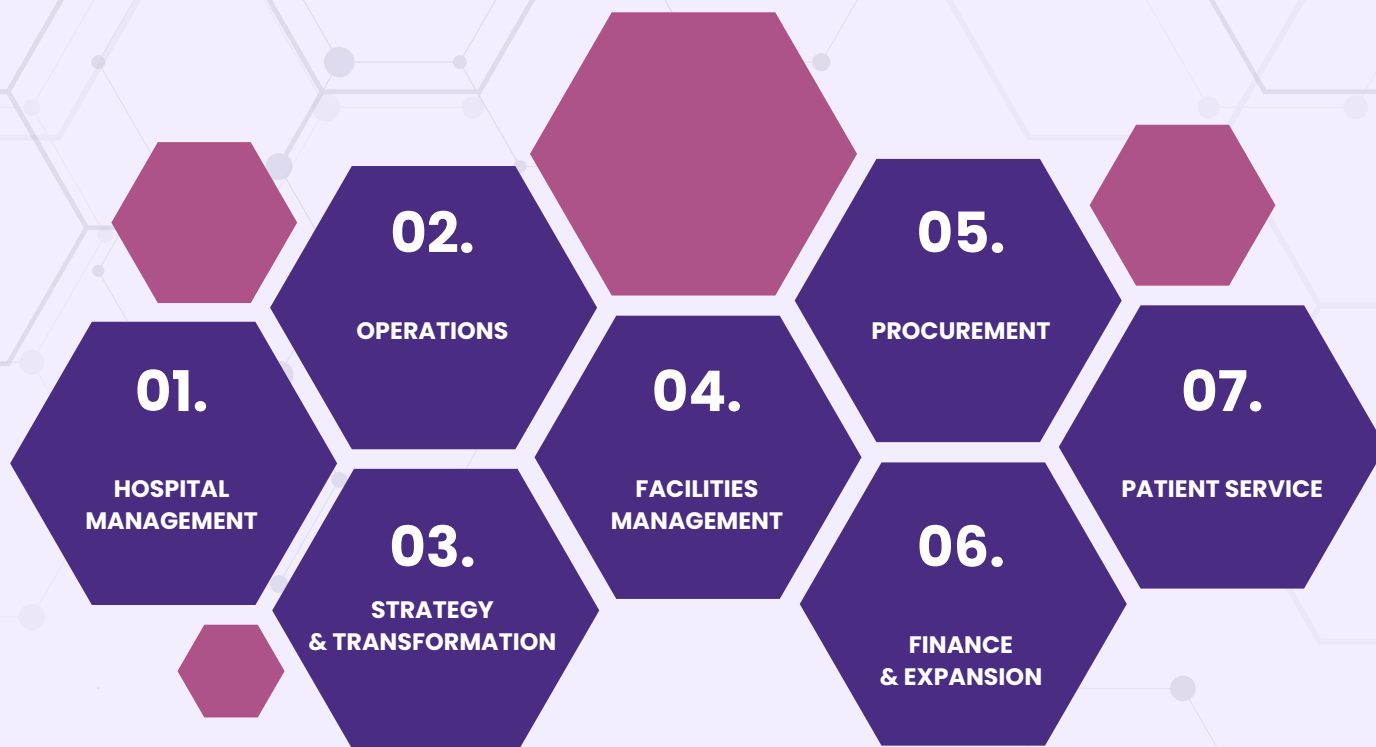 01.
HOSPITAL
MANAGEMENT
02.
OPERATIONS
03.
STRATEGY
& TRANSFORMATION
04.
FACILITIES
MANAGEMENT
05.
PROCUREMENT
06.
FINANCE
& EXPANSION
07.
PATIENT SERVICE